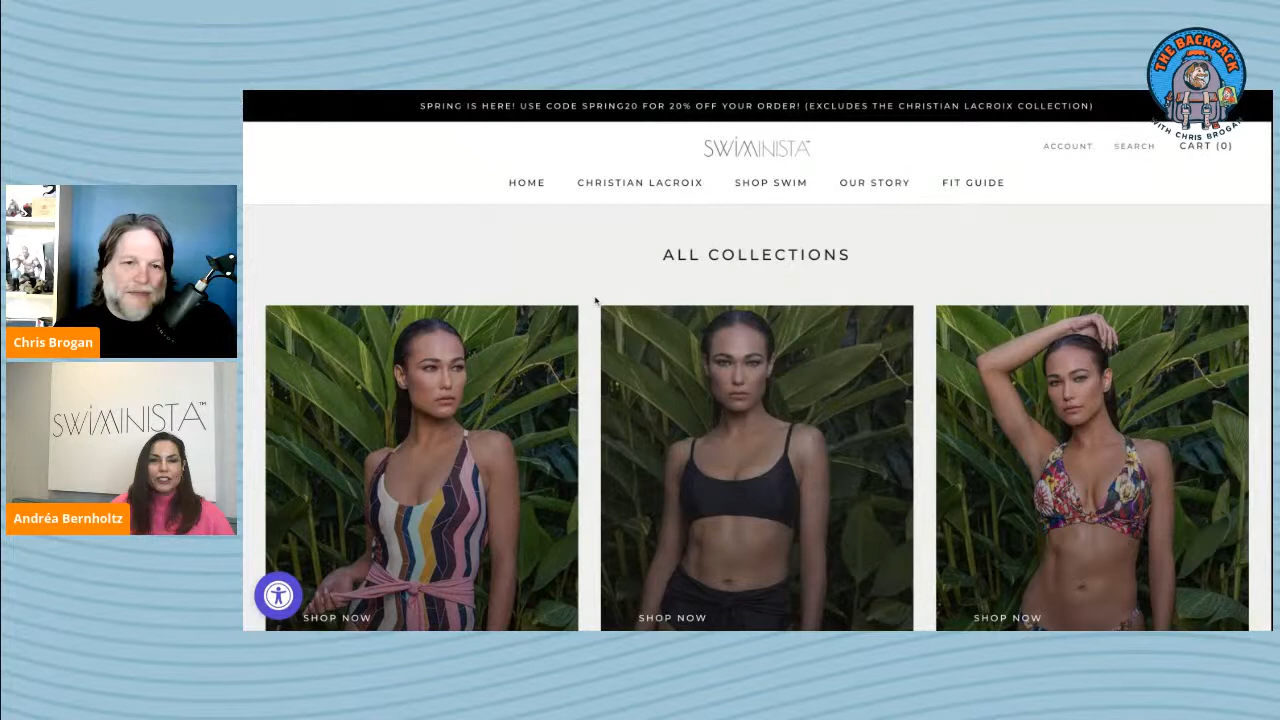 THE BACKPACK
WITH CHRIS BROGAN
SPRING IS HERE! USE CODE SPRING20 FOR 20% OFF YOUR ORDER! (EXCLUDES THE CHRISTIAN LACROIX COLLECTION)
SWIMINISTA™
ACCOUNT SEARCH CART (0)
HOME CHRISTIAN LACROIX SHOP SWIM OUR STORY FIT GUIDE
ALL COLLECTIONS
Chris Brogan
SWIMINISTA™
Andréa Bernholtz
SHOP NOW SHOP NOW SHOP NOW